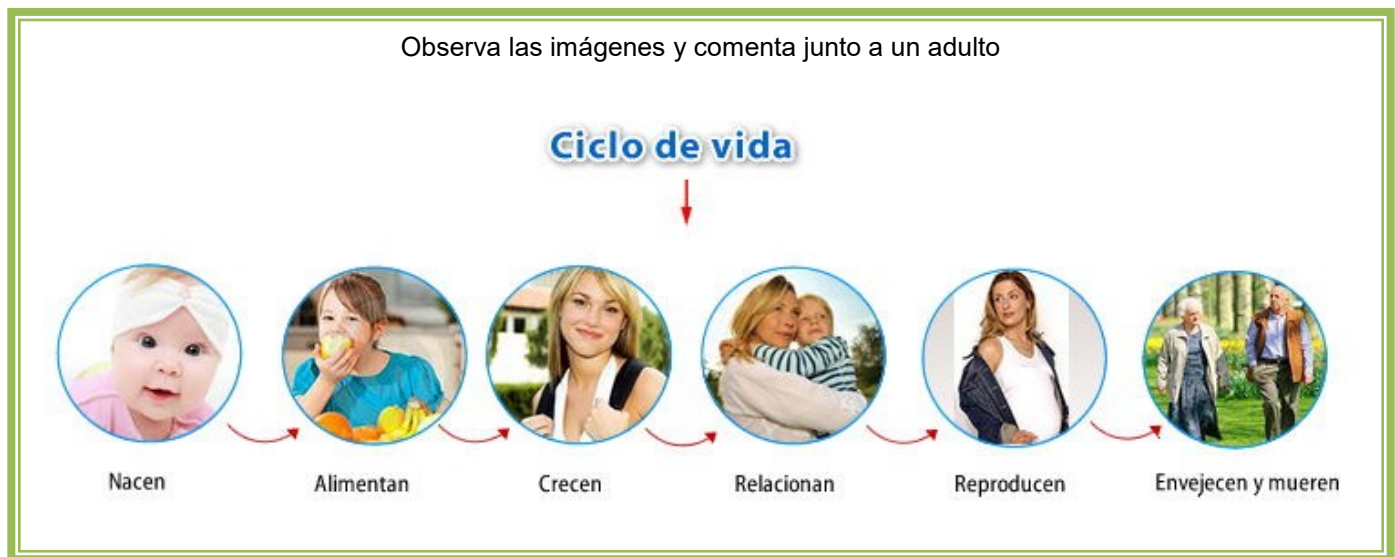 Observa las imágenes y comenta junto a un adulto
Ciclo de vida
Nacen
Alimentan
Crecen
Relacionan
Reproducen
Envejecen y mueren